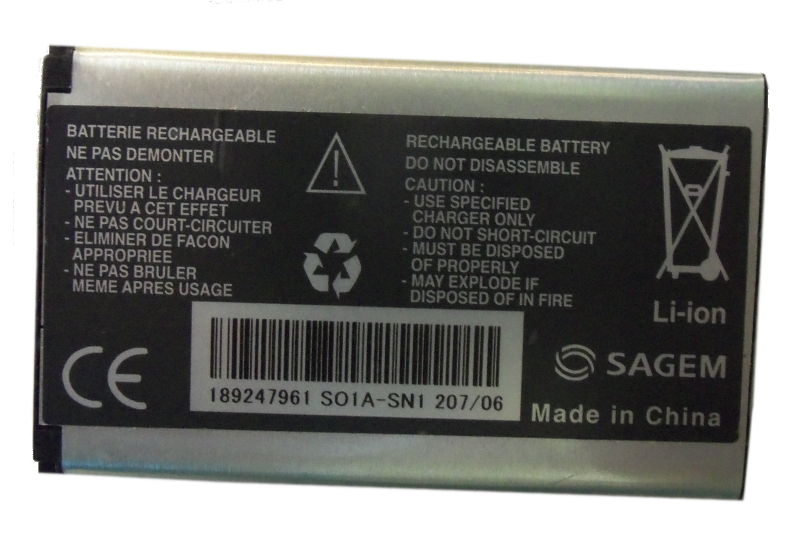 BATTERIE RECHARGEABLE
NE PAS DEMONTER
ATTENTION :
- UTILISER LE CHARGEUR
PREVU A CET EFFET
- NE PAS COURT-CIRCUITER
- ELIMINER DE FACON
APPROPRIEE
- NE PAS BRULER
MEME APRES USAGE
RECHARGEABLE BATTERY
DO NOT DISASSEMBLE
CAUTION :
- USE SPECIFIED
CHARGER ONLY
- DO NOT SHORT-CIRCUIT
- MUST BE DISPOSED
OF PROPERLY
- MAY EXPLODE IF
DISPOSED OF IN FIRE
Li-ion
CE
189247961 SO1A-SN1 207/06
SAGEM
Made in China